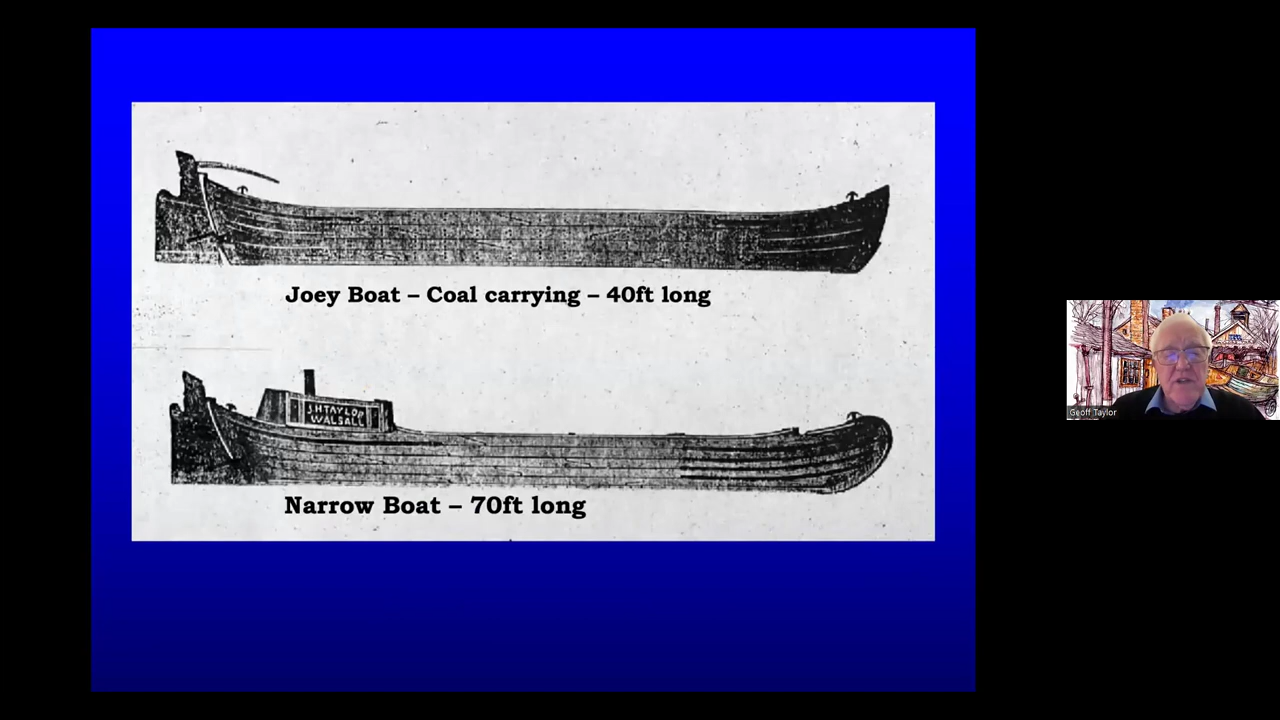 Joey Boat – Coal carrying – 40ft long
J.H TAYLOR
WALSALL
Narrow Boat – 70ft long
Geoff Taylor